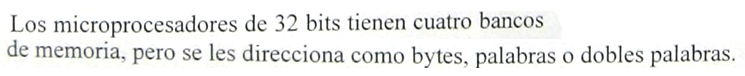 Los microprocesadores de 32 bits tienen cuatro bancos
de memoria, pero se les direcciona como bytes, palabras o dobles palabras.